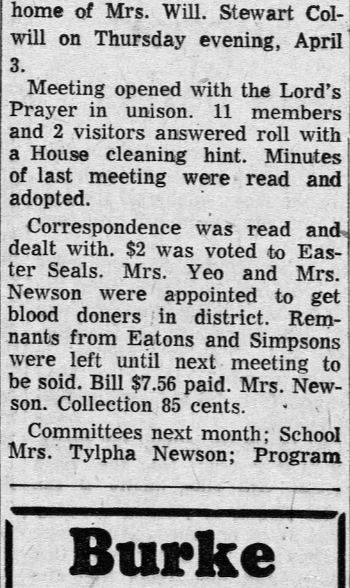 home of Mrs. Will. Stewart Col-
will on Thursday evening, April
3.
Meeting opened with the Lord's
Prayer in unison. 11 members
and 2 visitors answered roll with
a House cleaning hint. Minutes
of last meeting were read and
adopted.
Correspondence was read and
dealt with. $2 was voted to Eas-
ter Seals. Mrs. Yeo and Mrs.
Newson were appointed to get
blood doners in district. Rem-
nants from Eatons and Simpsons
were left until next meeting to
be soid. Bill $7.56 paid. Mrs. New-
son. Collection 85 cents.
Committees next month; School
Mrs. Tylpha Newson; Program
Burke